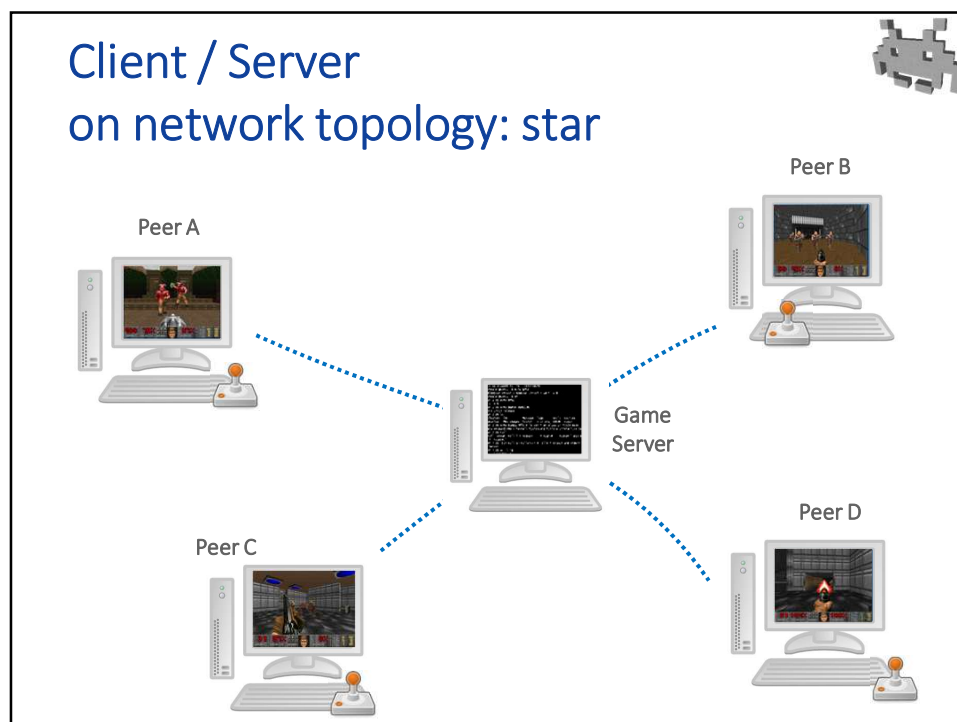 Client / Server
on network topology: star
Peer B
Peer A
Game
Server
Peer D
Peer C